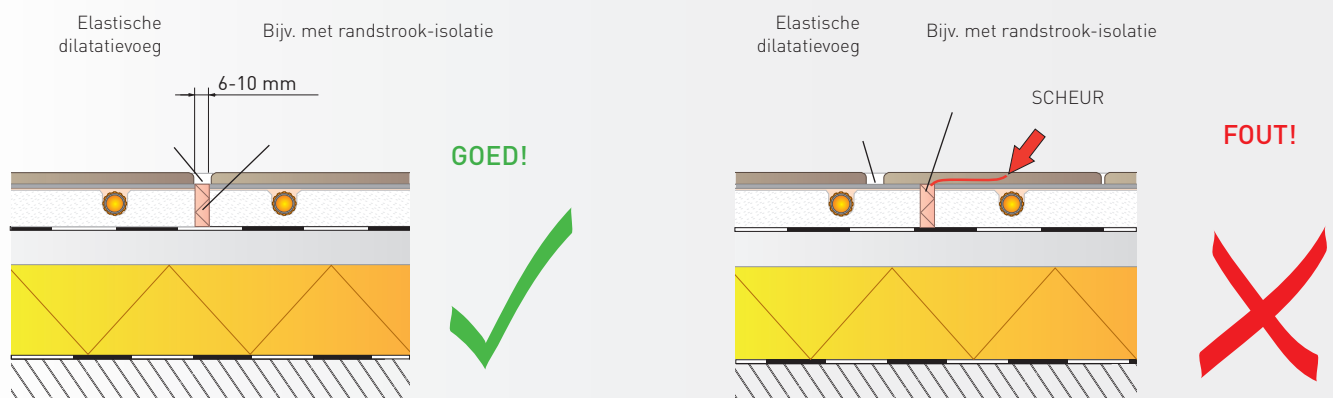 Elastische
dilatatievoeg
Bijv. met randstrook-isolatie
6-10 mm
GOED!
Elastische
dilatatievoeg
Bijv. met randstrook-isolatie
SCHEUR
FOUT!